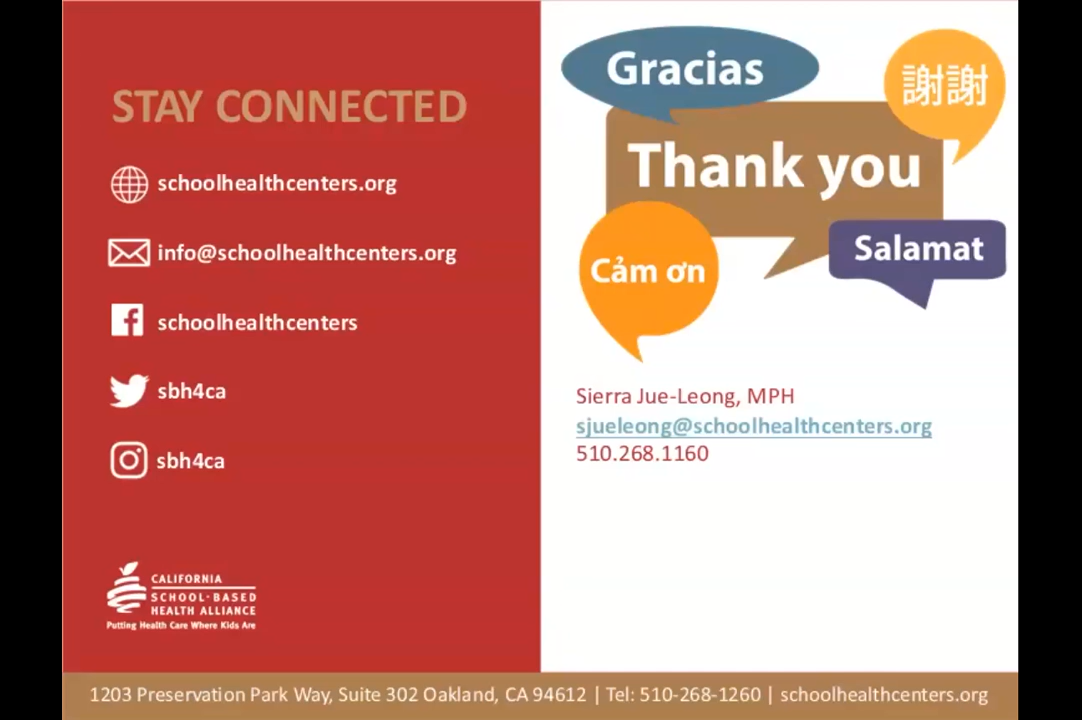 STAY CONNECTED
schoolhealthcenters.org
info@schoolhealthcenters.org
schoolhealthcenters
sbh4ca
sbh4ca
CALIFORNIA
SCHOOL-BASED
HEALTH ALLIANCE
Putting Health Care Where Kids Are
Gracias
謝謝
Thank you
Salamat
Cảm ơn
Sierra Jue-Leong, MPH
sjueleong@schoolhealthcenters.org
510.268.1160
1203 Preservation Park Way, Suite 302 Oakland, CA 94612 | Tel: 510-268-1260 | schoolhealthcenters.org